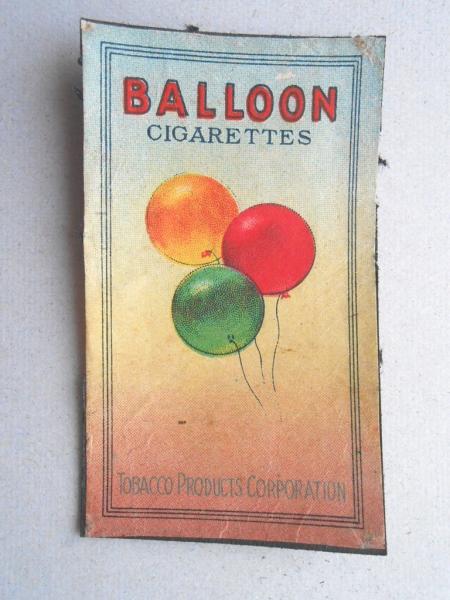 BALLOON
CIGARETTES
TOBACCO PRODUCTS CORPORATION